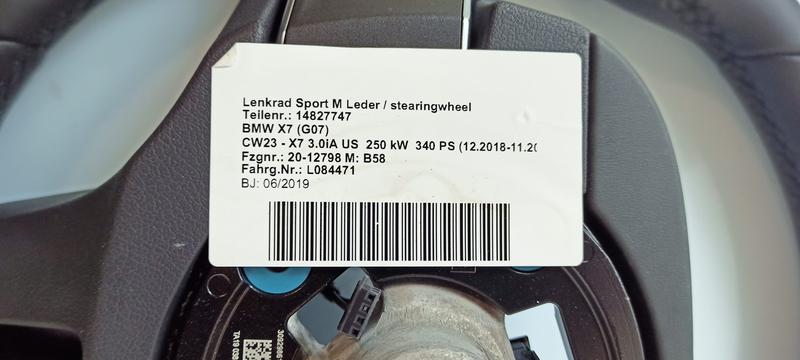 Lenkrad Sport M Leder / stearingwheel
Teilenr.: 14827747
BMW X7 (G07)
CW23 - X7 3.0iA US 250 kW 340 PS (12.2018-11.20
Fzgnr.: 20-12798 M: B58
Fahrg.Nr.: L084471
BJ: 06/2019